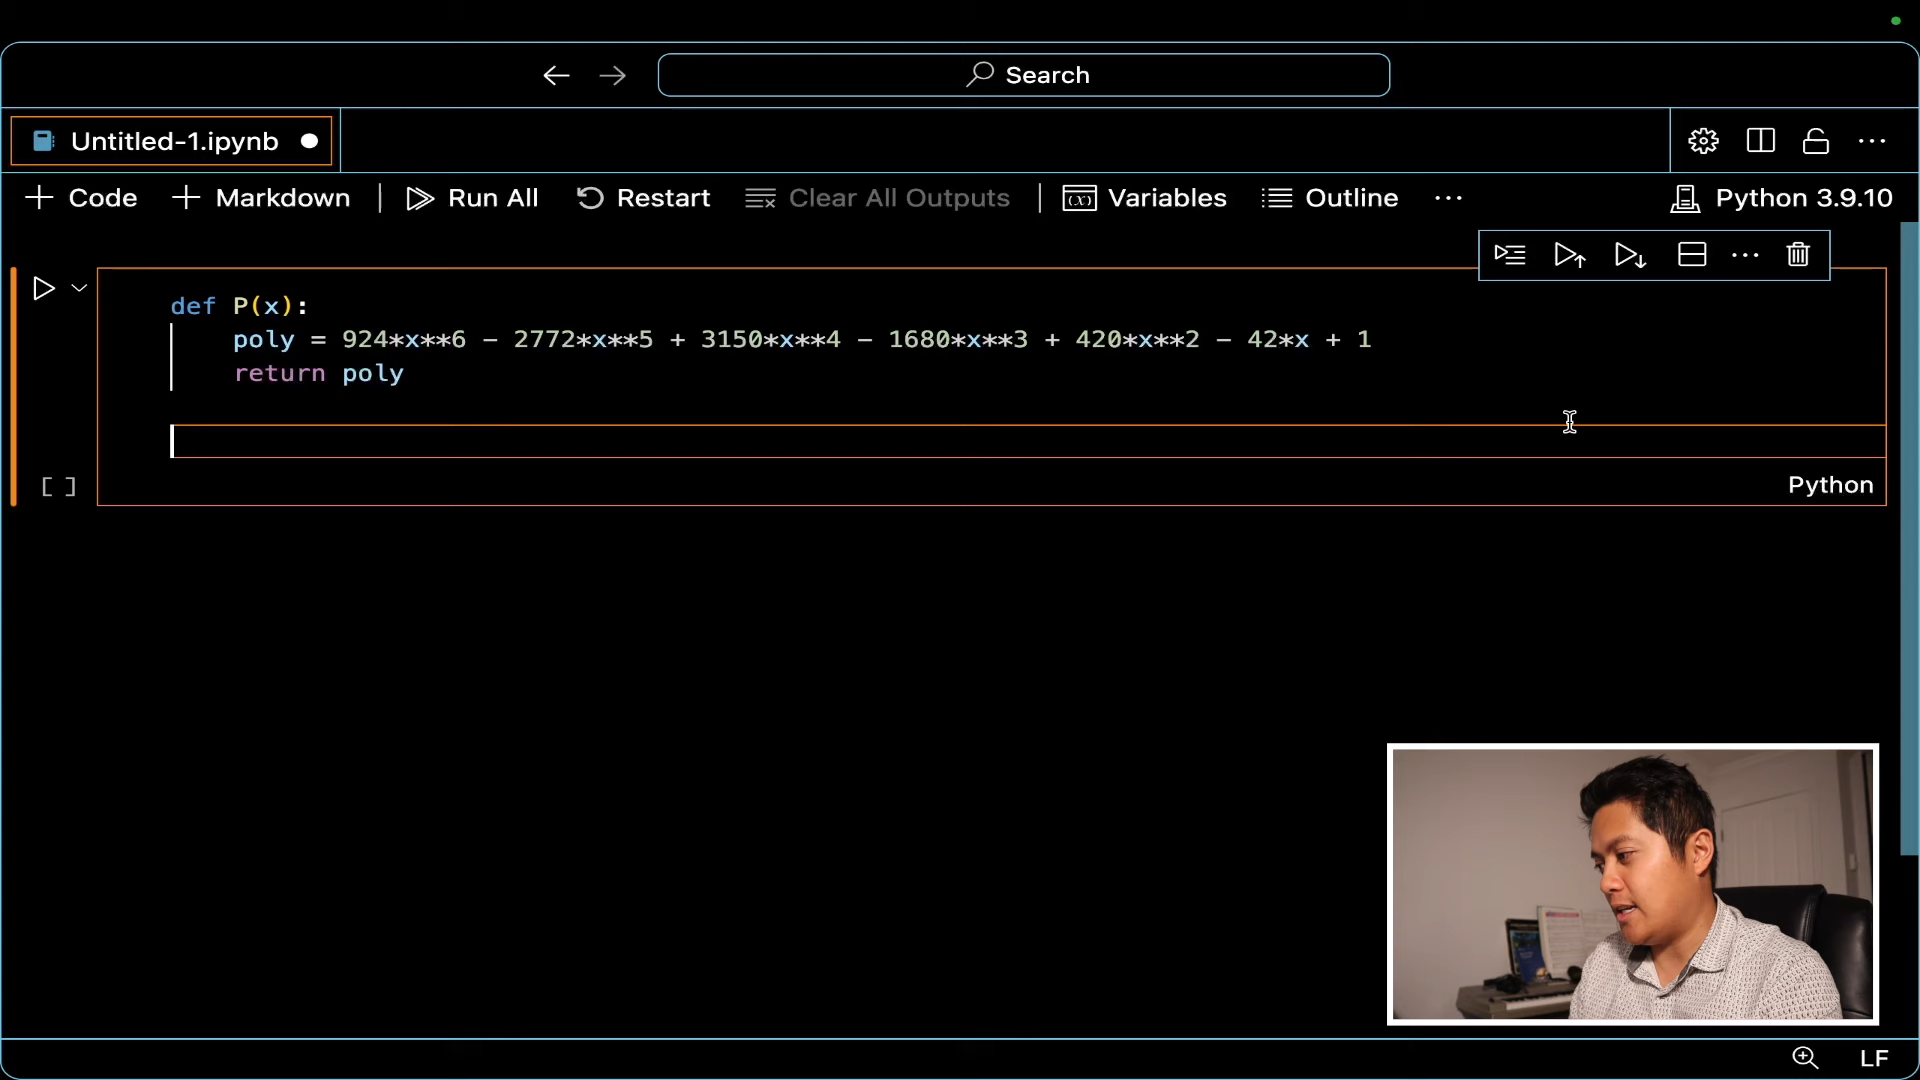 Search
Untitled-1.ipynb
Code Markdown Run All Restart Clear All Outputs Variables Outline ... Python 3.9.10
def P(x):
poly = 924*x**6 - 2772*x**5 + 3150*x**4 - 1680*x**3 + 420*x**2 - 42*x + 1
return poly
[ ]
Python
LF